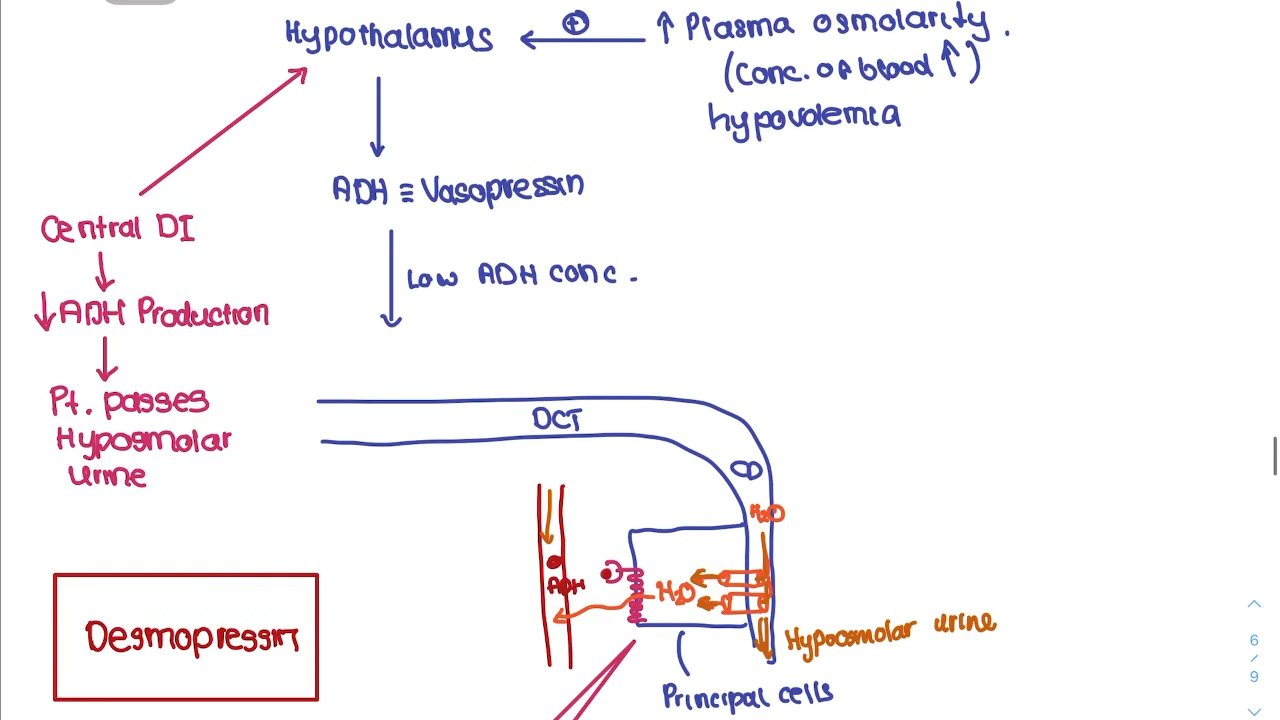 Hypothalamus ← ⊕ ↑ Plasma osmolarity.
(conc. of blood ↑)
hypovolemia
ADH ≡ Vasopressin
Central DI
Low ADH conc.
↓ ADH Production
Pt. passes
Hyposmolar
urine
DCT
CD
H2O
ADH
H2O
Desmopressin
Hypoosmolar urine
Principal cells
6
/
9